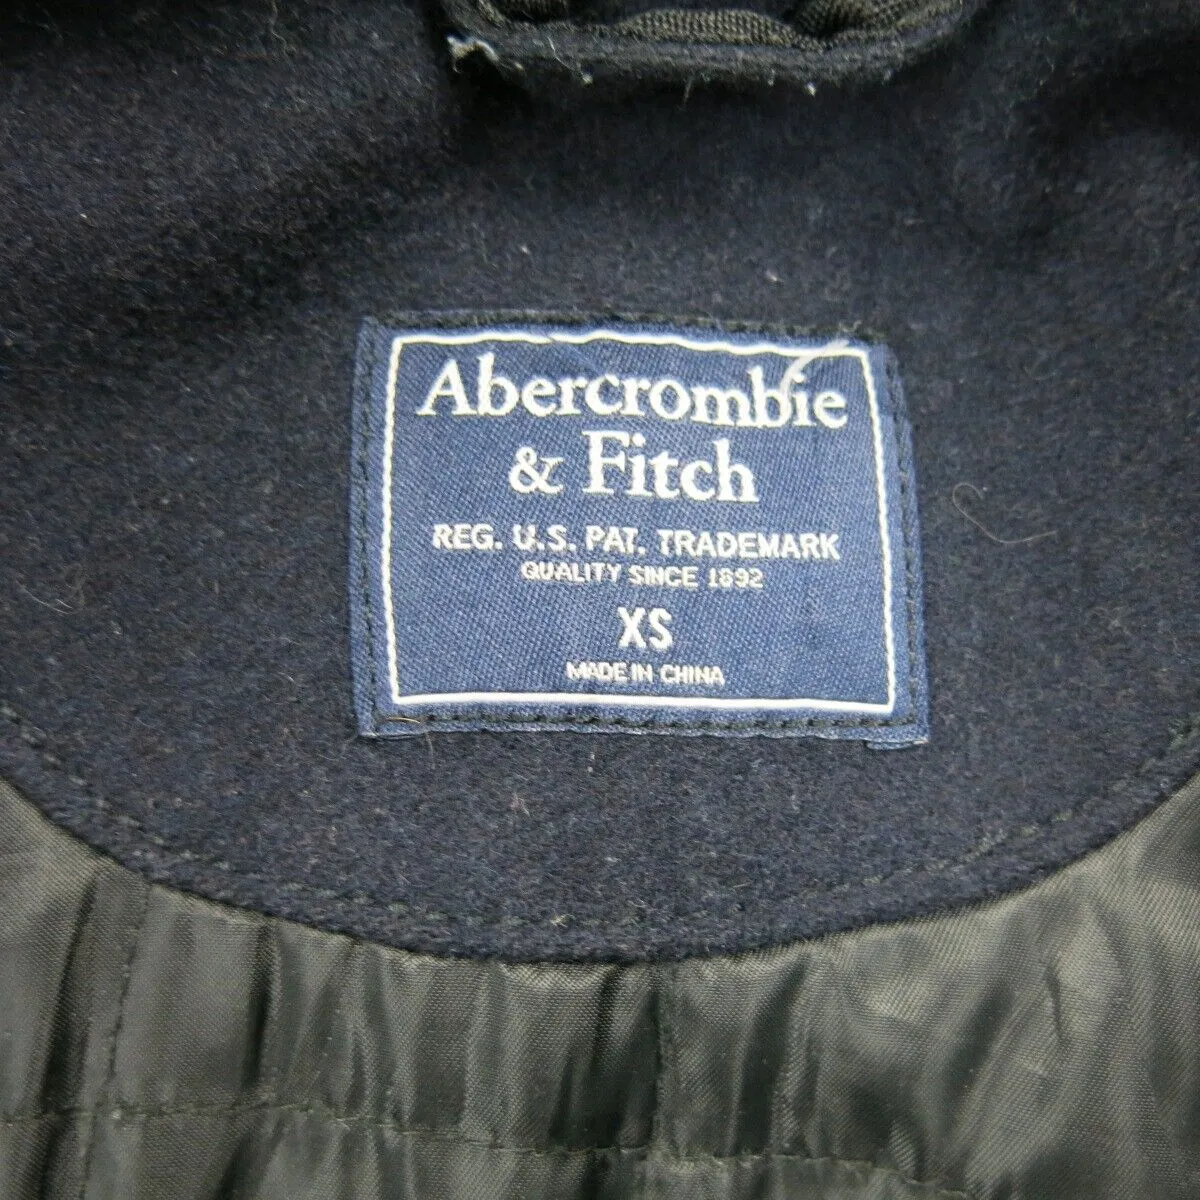 Abercrombie
& Fitch
REG. U.S. PAT. TRADEMARK
QUALITY SINCE 1892
XS
MADE IN CHINA